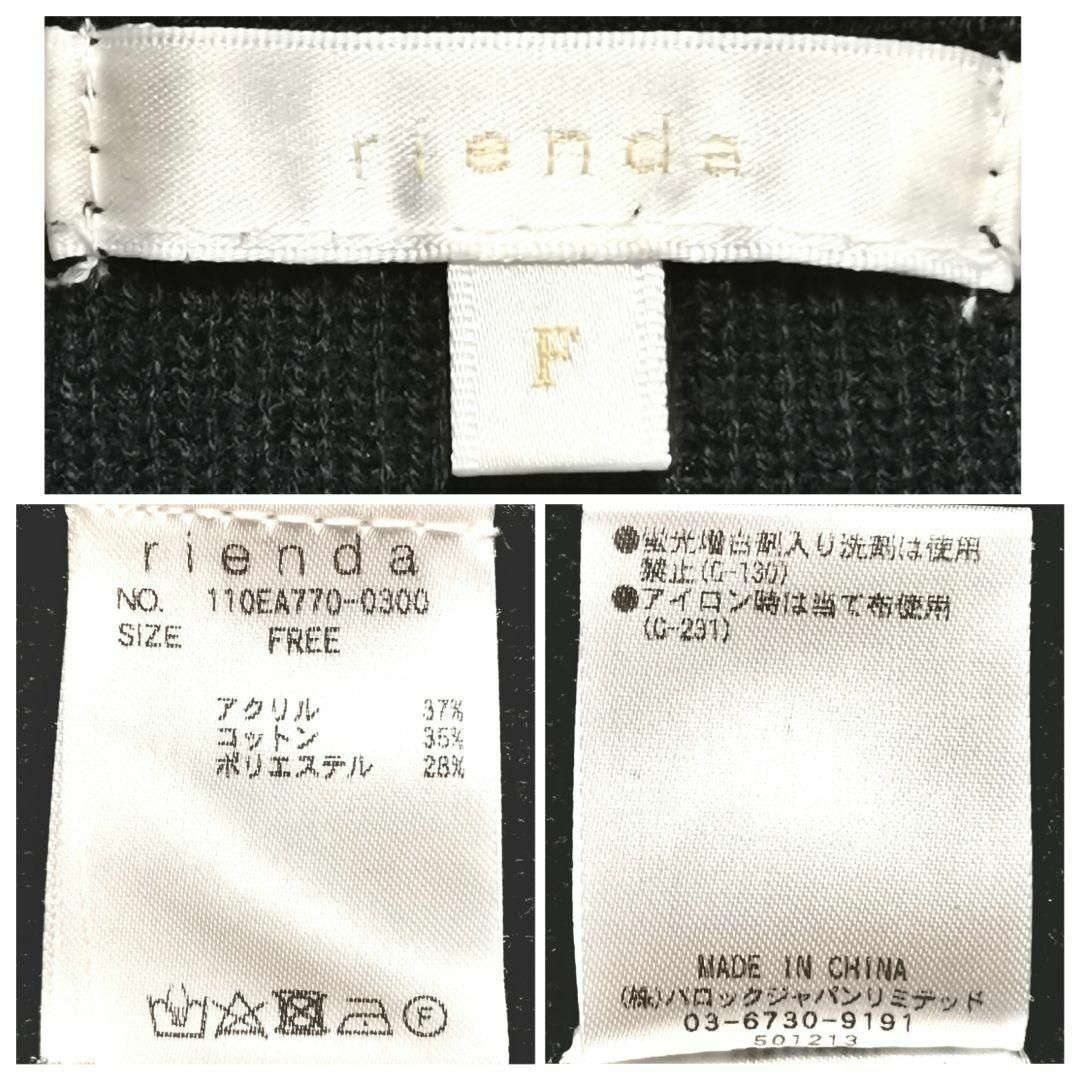 rienda
F
rienda
NO. 110EA770-0300
SIZE FREE
アクリル 37%
コットン 35%
ポリエステル 28%
F
●蛍光増白剤入り洗剤は使用
禁止(G-130)
●アイロン時は当て布使用
(G-231)
MADE IN CHINA
(株)バロックジャパンリミテッド
03-6730-9191
501213